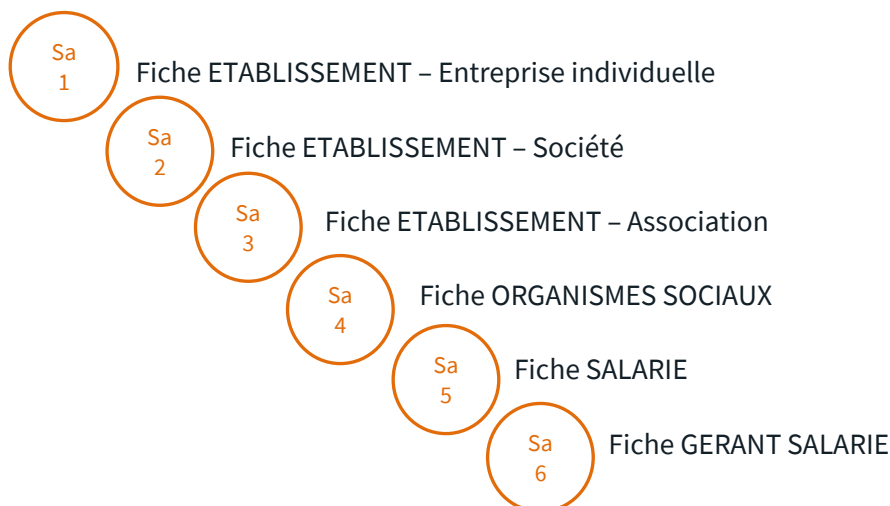 Sa
1
Fiche ETABLISSEMENT – Entreprise individuelle
Sa
2
Fiche ETABLISSEMENT – Société
Sa
3
Fiche ETABLISSEMENT – Association
Sa
4
Fiche ORGANISMES SOCIAUX
Sa
5
Fiche SALARIE
Sa
6
Fiche GERANT SALARIE